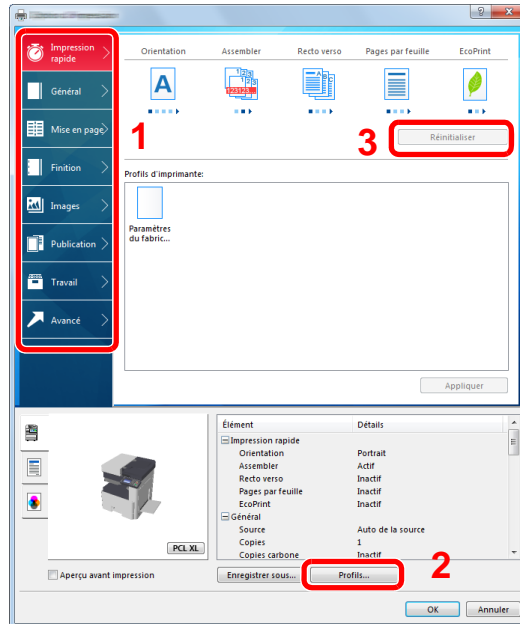 Impression
rapide
Général
Mise en page
Finition
Images
Publication
Travail
Avancé
1
Orientation Assembler Recto verso Pages par feuille EcoPrint
A
123
123
123123
A
3
Réinitialiser
Profils d'imprimante:
Paramètres
du fabric...
Appliquer
PCL XL
Aperçu avant impression
Élément Détails
Impression rapide
Orientation Portrait
Assembler Actif
Recto verso Inactif
Pages par feuille Inactif
EcoPrint Inactif
Général
Source Auto de la source
Copies 1
Copies carbone Inactif
Enregistrer sous... Profils... 2
OK Annuler